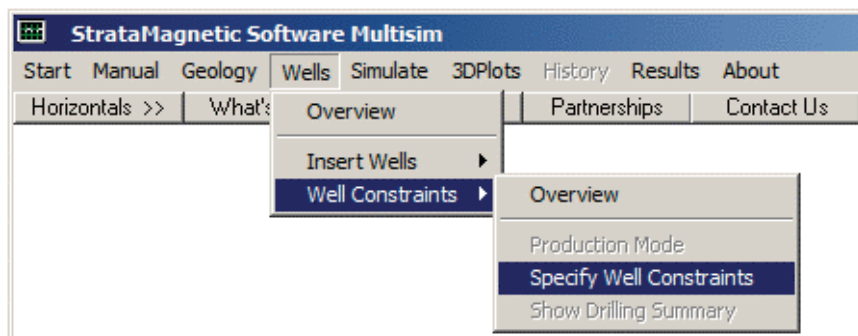 StrataMagnetic Software Multisim
Start Manual Geology Wells Simulate 3DPlots History Results About
Horizontals >> What's Partnerships Contact Us
Overview
Insert Wells
Well Constraints
Overview
Production Mode
Specify Well Constraints
Show Drilling Summary